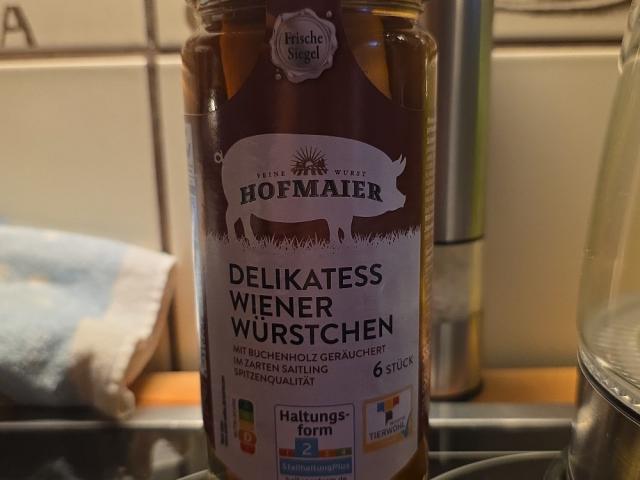 A
Frische
Siegel
FEINE WURST
HOFMAIER
DELIKATESS
WIENER
WÜRSTCHEN
MIT BUCHENHOLZ GERÄUCHERT
IM ZARTEN SAITLING
SPITZENQUALITÄT
6 STÜCK
Haltungs-
form
2
StallhaltungPlus
TIERWOHL
D